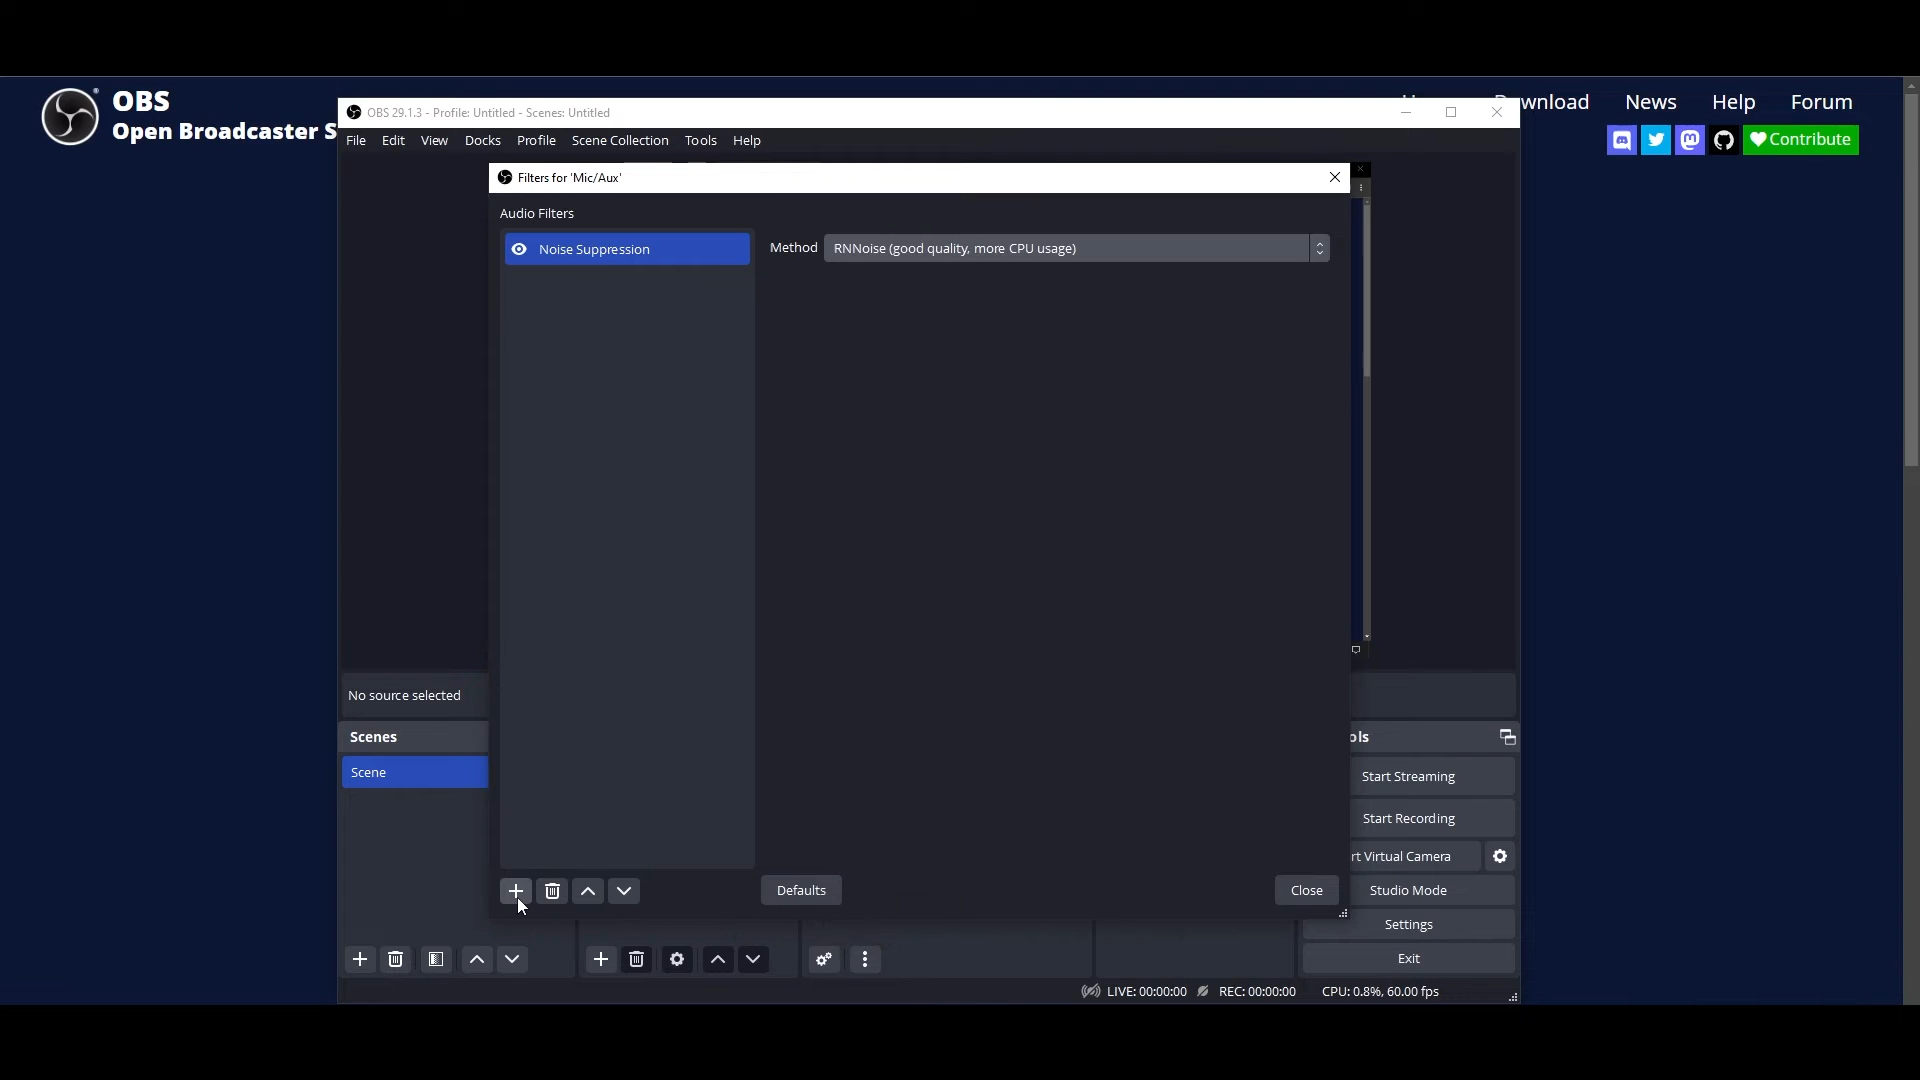 OBS
Open Broadcaster S
wnload
News
Help
Forum
Contribute
OBS 29.1.3 - Profile: Untitled - Scenes: Untitled
File
Edit
View
Docks
Profile
Scene Collection
Tools
Help
Filters for 'Mic/Aux'
Audio Filters
Noise Suppression
Method
RNNoise (good quality, more CPU usage)
No source selected
Scenes
Scene
Defaults
Close
ols
Start Streaming
Start Recording
rt Virtual Camera
Studio Mode
Settings
Exit
LIVE: 00:00:00
REC: 00:00:00
CPU: 0.8%, 60.00 fps